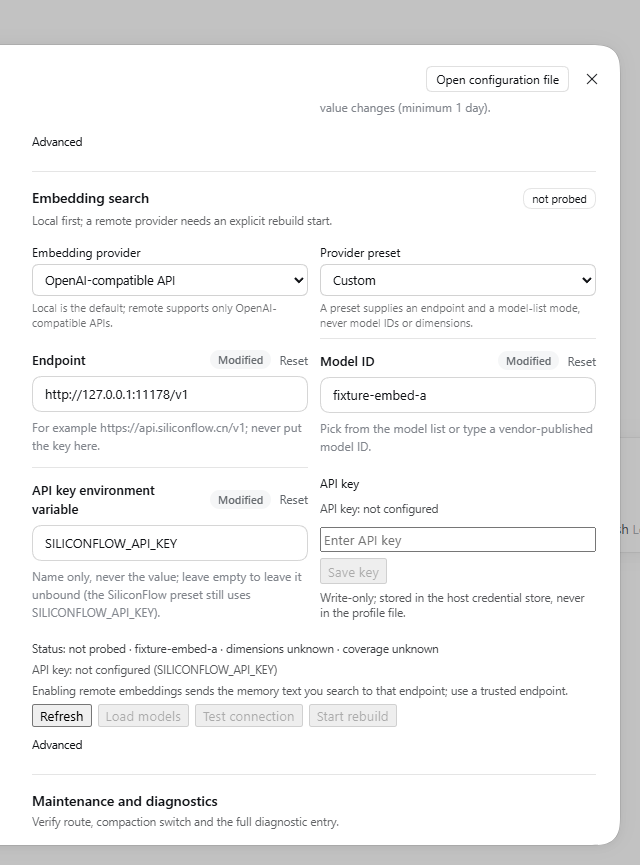 Open configuration file
value changes (minimum 1 day).
Advanced
Embedding search
not probed
Local first; a remote provider needs an explicit rebuild start.
Embedding provider
OpenAI-compatible API
Local is the default; remote supports only OpenAI-
compatible APIs.
Provider preset
Custom
A preset supplies an endpoint and a model-list mode,
never model IDs or dimensions.
Endpoint
Modified
Reset
http://127.0.0.1:11178/v1
For example https://api.siliconflow.cn/v1; never put
the key here.
Model ID
Modified
Reset
fixture-embed-a
Pick from the model list or type a vendor-published
model ID.
API key environment
variable
Modified
Reset
SILICONFLOW_API_KEY
Name only, never the value; leave empty to leave it
unbound (the SiliconFlow preset still uses
SILICONFLOW_API_KEY).
API key
API key: not configured
Enter API key
Save key
Write-only; stored in the host credential store, never
in the profile file.
Status: not probed · fixture-embed-a · dimensions unknown · coverage unknown
API key: not configured (SILICONFLOW_API_KEY)
Enabling remote embeddings sends the memory text you search to that endpoint; use a trusted endpoint.
Refresh
Load models
Test connection
Start rebuild
Advanced
Maintenance and diagnostics
Verify route, compaction switch and the full diagnostic entry.